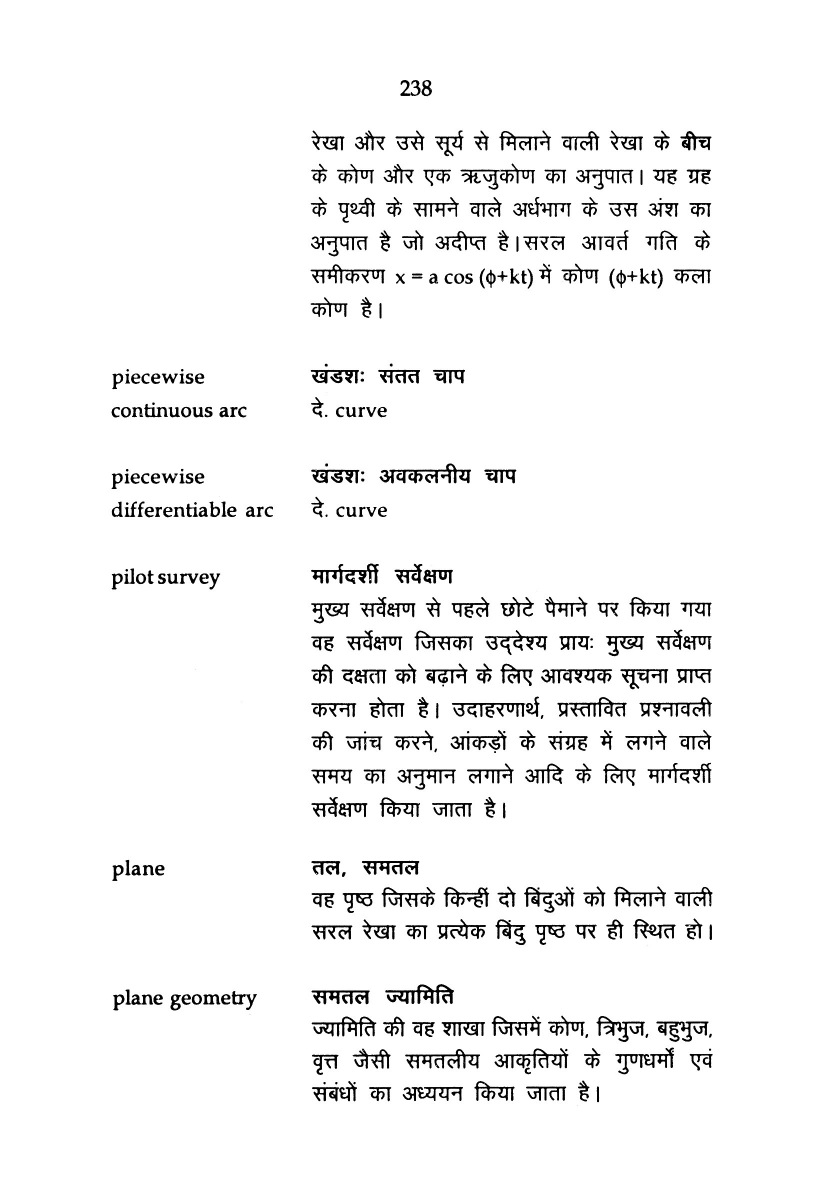 238
रेखा और उसे सूर्य से मिलाने वाली रेखा के बीच
के कोण और एक ऋजुकोण का अनुपात। यह ग्रह
के पृथ्वी के सामने वाले अर्धभाग के उस अंश का
अनुपात है जो अदीप्त है।सरल आवर्त गति के
समीकरण x = a cos (ϕ+kt) में कोण (ϕ+kt) कला
कोण है।
piecewise खंडशः संतत चाप
continuous arc दे. curve
piecewise खंडशः अवकलनीय चाप
differentiable arc दे. curve
pilot survey मार्गदर्शी सर्वेक्षण
मुख्य सर्वेक्षण से पहले छोटे पैमाने पर किया गया
वह सर्वेक्षण जिसका उद्देश्य प्रायः मुख्य सर्वेक्षण
की दक्षता को बढ़ाने के लिए आवश्यक सूचना प्राप्त
करना होता है। उदाहरणार्थ, प्रस्तावित प्रश्नावली
की जांच करने, आंकड़ों के संग्रह में लगने वाले
समय का अनुमान लगाने आदि के लिए मार्गदर्शी
सर्वेक्षण किया जाता है।
plane तल, समतल
वह पृष्ठ जिसके किन्हीं दो बिंदुओं को मिलाने वाली
सरल रेखा का प्रत्येक बिंदु पृष्ठ पर ही स्थित हो।
plane geometry समतल ज्यामिति
ज्यामिति की वह शाखा जिसमें कोण, त्रिभुज, बहुभुज,
वृत्त जैसी समतलीय आकृतियों के गुणधर्मों एवं
संबंधों का अध्ययन किया जाता है।